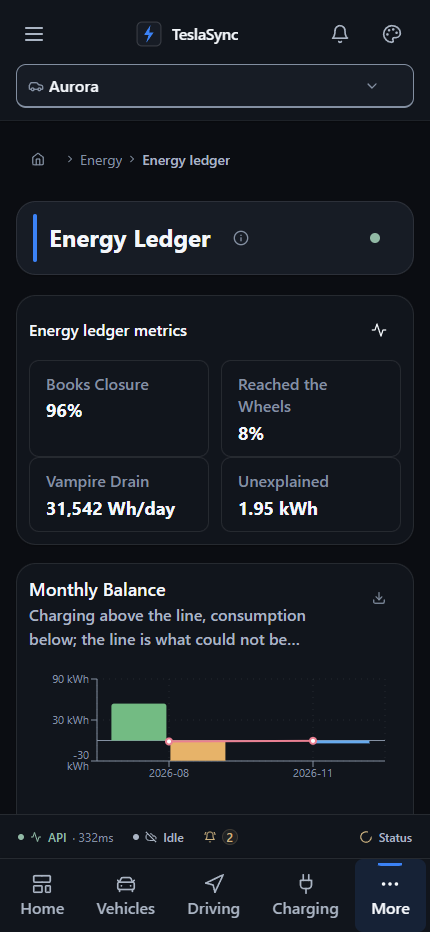 TeslaSync
Aurora
Energy
Energy ledger
Energy Ledger
Energy ledger metrics
Books Closure
96%
Reached the
Wheels
8%
Vampire Drain
31,542 Wh/day
Unexplained
1.95 kWh
Monthly Balance
Charging above the line, consumption
below; the line is what could not be...
90 kWh
30 kWh
-30
kWh
2026-08
2026-11
API · 332ms
Idle
2
Status
Home
Vehicles
Driving
Charging
More